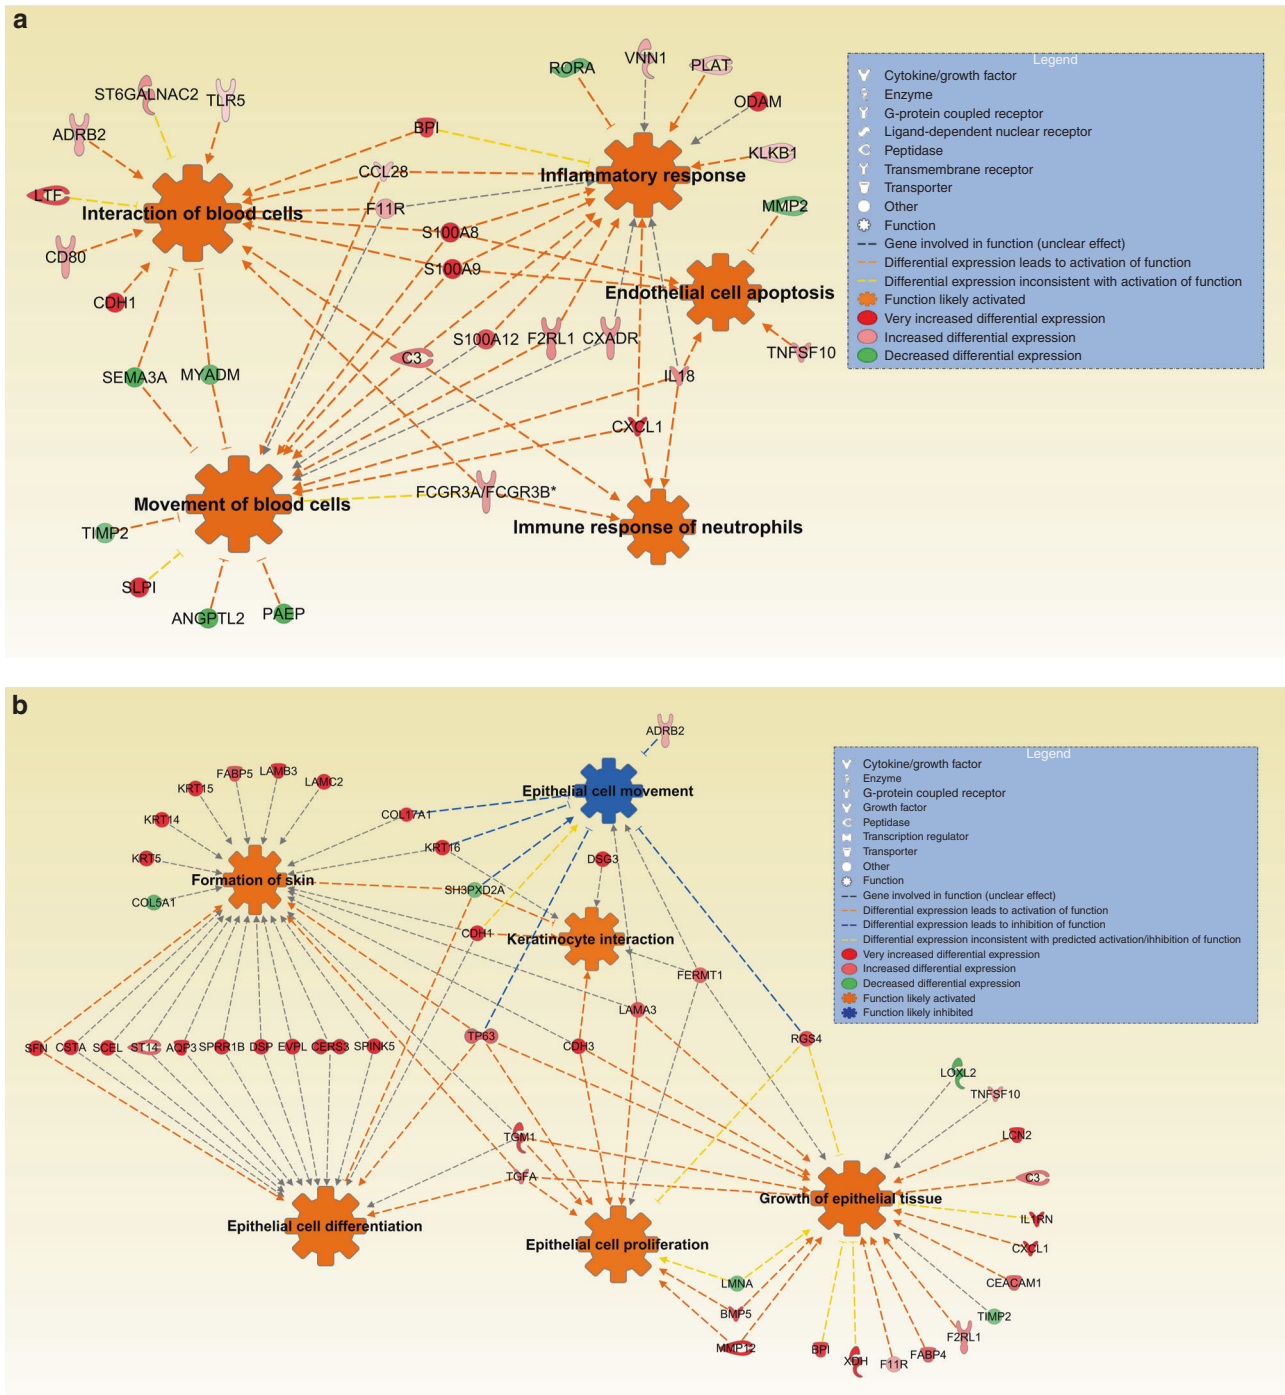 a
RORA
VNN1
PLAT
ST6GALNAC2
TLR5
ODAM
ADRB2
BPI
KLKB1
CCL28
Inflammatory response
LTF
Interaction of blood cells
F11R
MMP2
CD80
S100A8
S100A9
CDH1
Endothelial cell apoptosis
S100A12
F2RL1
CXADR
C3
TNFSF10
SEMA3A
MYADM
IL18
CXCL1
FCGR3A/FCGR3B*
Movement of blood cells
Immune response of neutrophils
TIMP2
SLPI
ANGPTL2
PAEP
Legend
Cytokine/growth factor
Enzyme
G-protein coupled receptor
Ligand-dependent nuclear receptor
Peptidase
Transmembrane receptor
Transporter
Other
Function
Gene involved in function (unclear effect)
Differential expression leads to activation of function
Differential expression inconsistent with activation of function
Function likely activated
Very increased differential expression
Increased differential expression
Decreased differential expression
b
ADRB2
FABP5
LAMB3
LAMC2
KRT15
Epithelial cell movement
COL17A1
KRT14
KRT16
KRT5
DSG3
Formation of skin
SH3PXD2A
COL5A1
CDH1
Keratinocyte interaction
FERMT1
LAMA3
TP63
RGS4
SFN
CSTA
SCEL
ST14
AQP3
SPRR1B
DSP
EVPL
CERS3
SPINK5
CDH3
LOXL2
TNFSF10
TGM1
LCN2
TGFA
C3
Growth of epithelial tissue
IL1RN
Epithelial cell differentiation
Epithelial cell proliferation
CXCL1
LMNA
CEACAM1
BMP5
TIMP2
MMP12
F2RL1
BPI
XDH
F11R
FABP4
Legend
Cytokine/growth factor
Enzyme
G-protein coupled receptor
Growth factor
Peptidase
Transcription regulator
Transporter
Other
Function
Gene involved in function (unclear effect)
Differential expression leads to activation of function
Differential expression leads to inhibition of function
Differential expression inconsistent with predicted activation/ihhibition of function
Very increased differential expression
Increased differential expression
Decreased differential expression
Function likely activated
Function likely inhibited